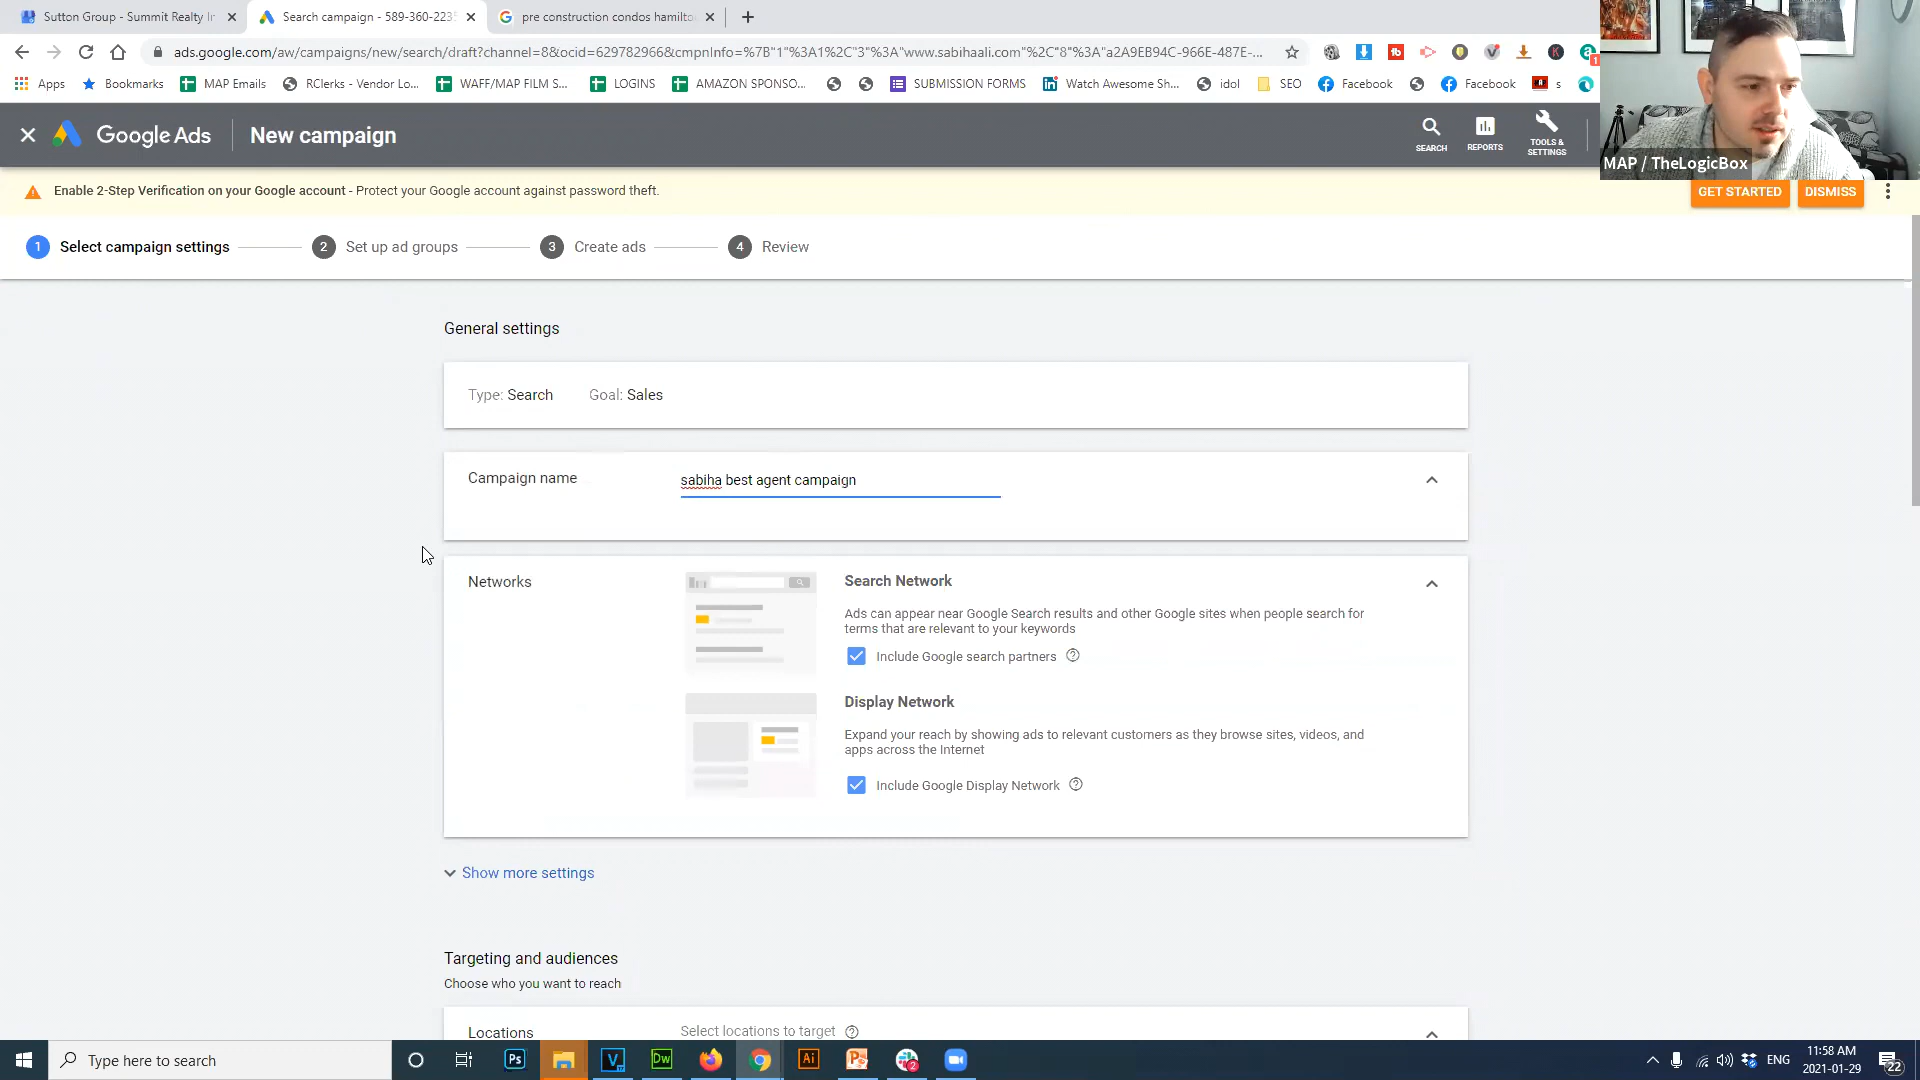 Sutton Group - Summit Realty In
Search campaign - 589-360-2235
pre construction condos hamilto
ads.google.com/aw/campaigns/new/search/draft?channel=8&ocid=629782966&cmpnInfo=%7B"1"%3A1%2C"3"%3A"www.sabihaali.com"%2C"8"%3A"a2A9EB94C-966E-487E-...
Apps
Bookmarks
MAP Emails
RClerks - Vendor Lo...
WAFF/MAP FILM S...
LOGINS
AMAZON SPONSO...
SUBMISSION FORMS
Watch Awesome Sh...
idol
SEO
Facebook
Facebook
s
Google Ads
New campaign
SEARCH
REPORTS
TOOLS &
SETTINGS
MAP / TheLogicBox
Enable 2-Step Verification on your Google account - Protect your Google account against password theft.
GET STARTED
DISMISS
1 Select campaign settings
2 Set up ad groups
3 Create ads
4 Review
General settings
Type: Search Goal: Sales
Campaign name
sabiha best agent campaign
Networks
Search Network
Ads can appear near Google Search results and other Google sites when people search for
terms that are relevant to your keywords
Include Google search partners
Display Network
Expand your reach by showing ads to relevant customers as they browse sites, videos, and
apps across the Internet
Include Google Display Network
Show more settings
Targeting and audiences
Choose who you want to reach
Locations
Select locations to target
Type here to search
Ps
V
Dw
Ai
2
ENG
11:58 AM
2021-01-29
22